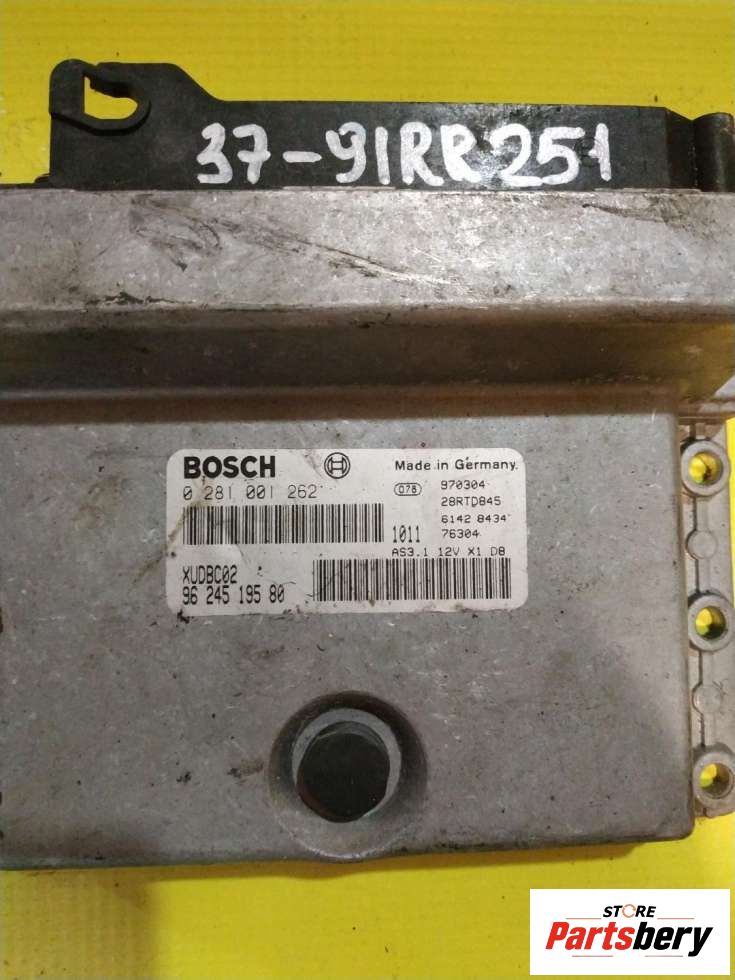 37-91RR251
BOSCH
Made in Germany.
0 281 001 262
078
970304
28RTD845
6142 8434
1011 76304
AS3.1 12V X1 D8
XUDBC02
96 245 195 80
STORE
Partsbery